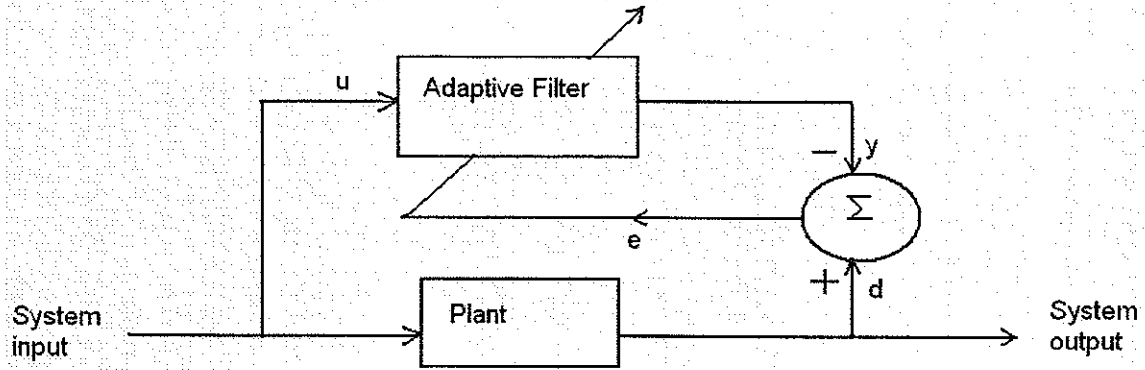 u
Adaptive Filter
−
y
Σ
e
+
d
System
input
Plant
System
output